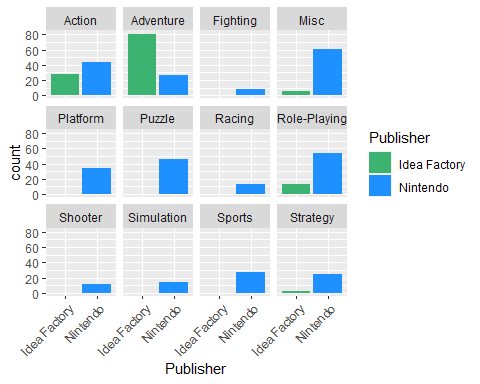 Action Adventure Fighting Misc
80
60
40
20
0
Platform Puzzle Racing Role-Playing
80
60
40
20
0
Shooter Simulation Sports Strategy
80
60
40
20
0
count
Idea Factory Nintendo Idea Factory Nintendo Idea Factory Nintendo Idea Factory Nintendo
Publisher
Publisher
Idea Factory
Nintendo